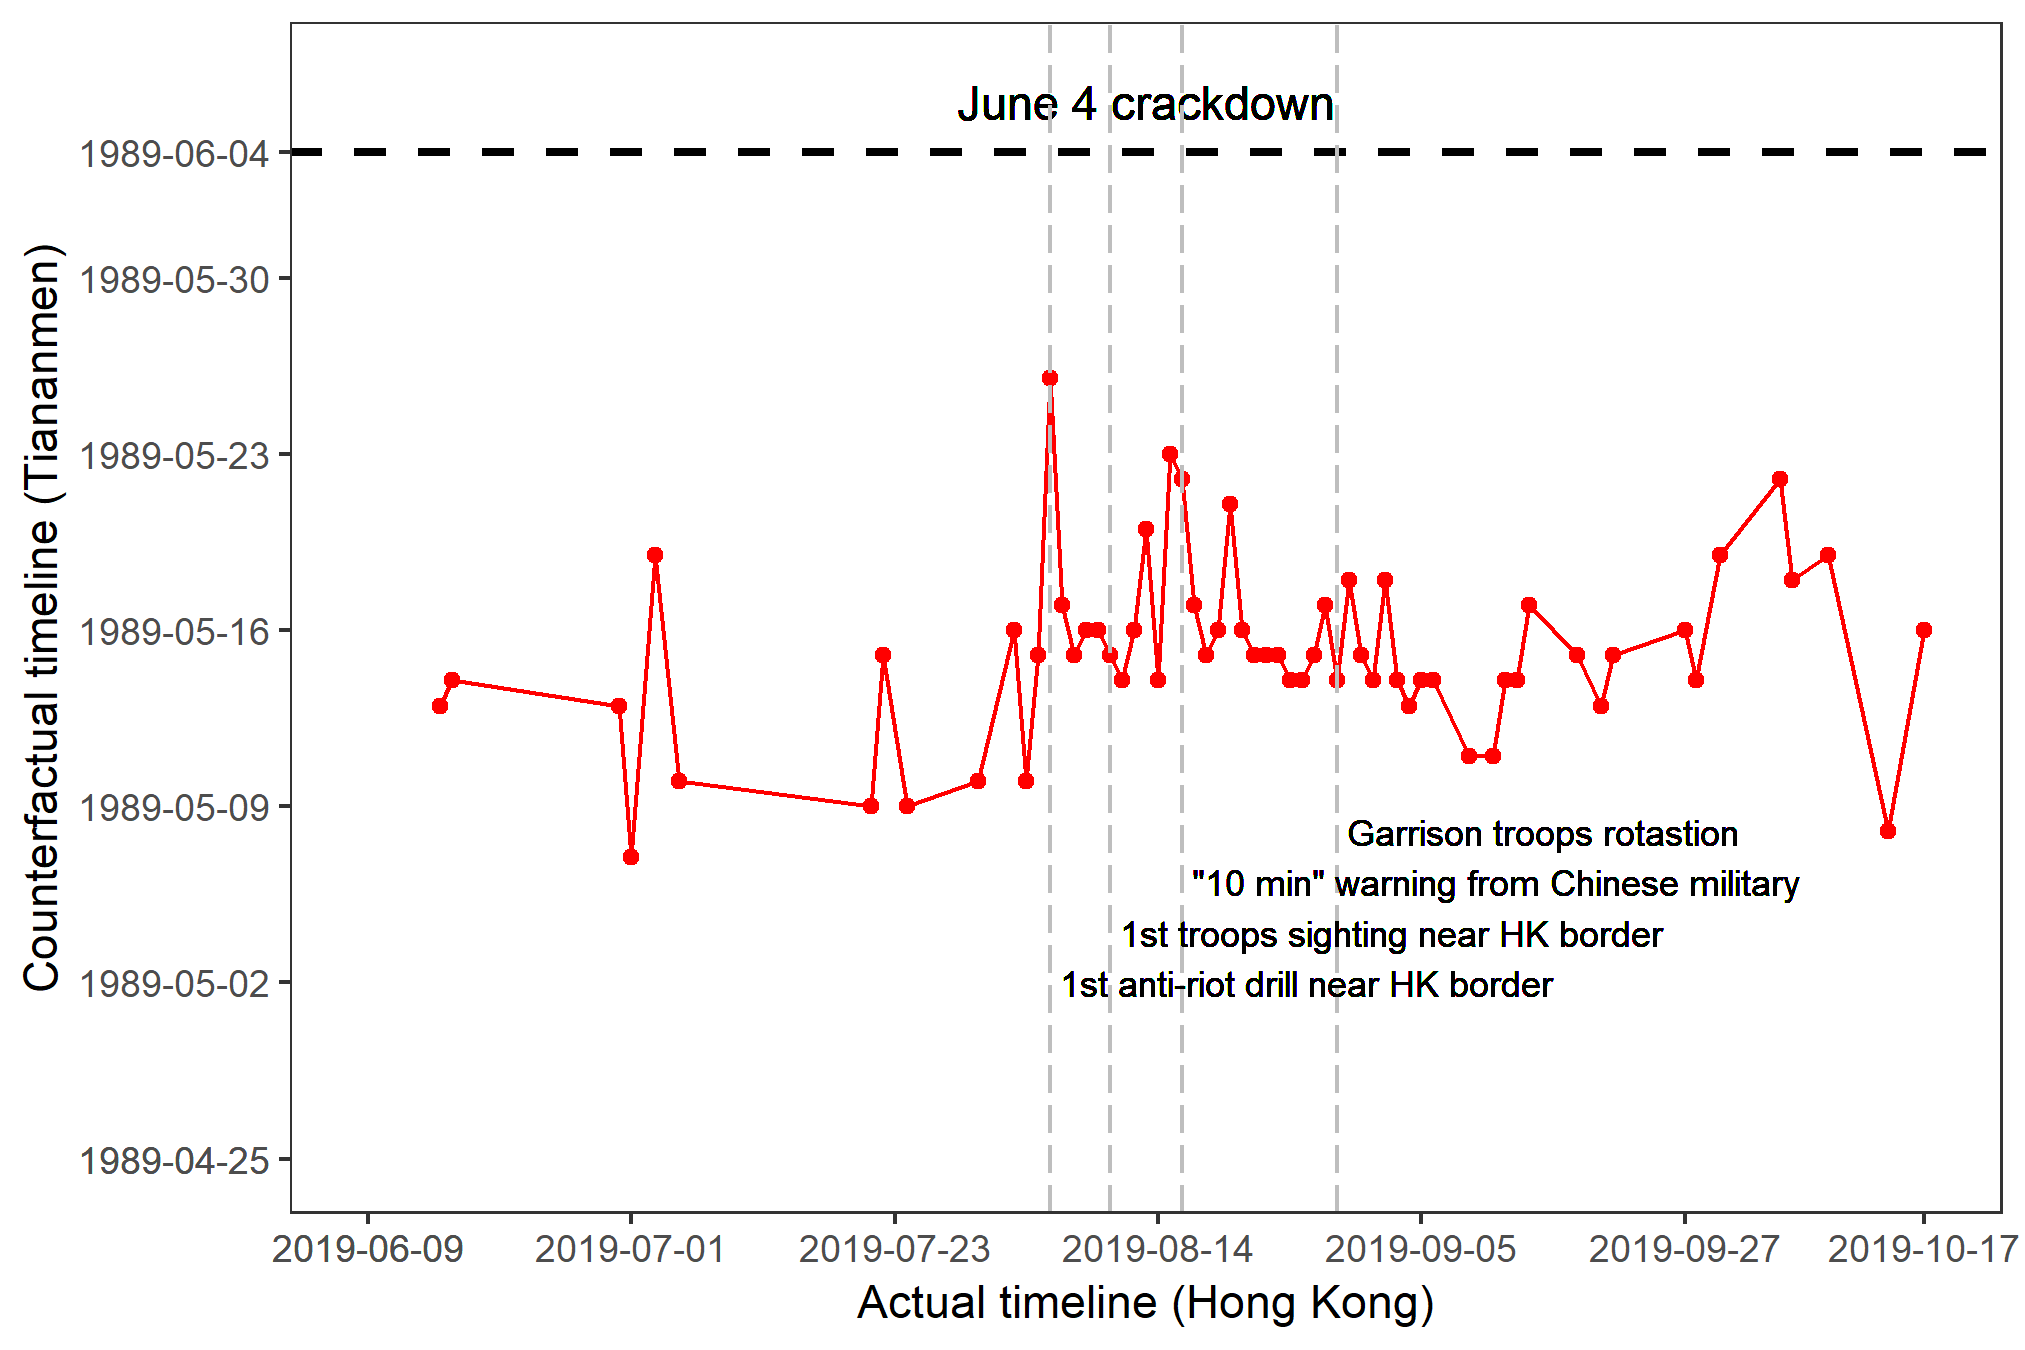 June 4 crackdown
1989-06-04
1989-05-30
1989-05-23
1989-05-16
1989-05-09
1989-05-02
1989-04-25
Counterfactual timeline (Tiananmen)
Garrison troops rotastion
"10 min" warning from Chinese military
1st troops sighting near HK border
1st anti-riot drill near HK border
2019-06-09
2019-07-01
2019-07-23
2019-08-14
2019-09-05
2019-09-27
2019-10-17
Actual timeline (Hong Kong)